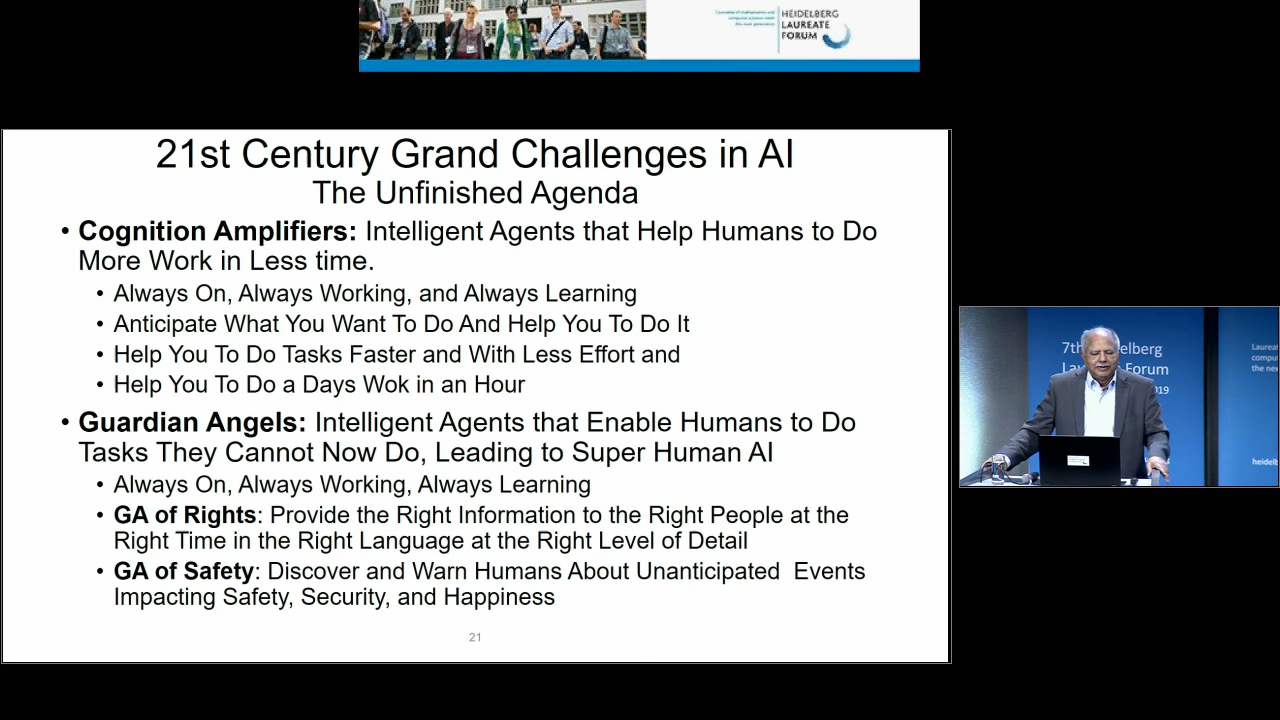 HEIDELBERG
LAUREATE
FORUM
21st Century Grand Challenges in AI
The Unfinished Agenda
• Cognition Amplifiers: Intelligent Agents that Help Humans to Do
More Work in Less time.
• Always On, Always Working, and Always Learning
• Anticipate What You Want To Do And Help You To Do It
• Help You To Do Tasks Faster and With Less Effort and
• Help You To Do a Days Wok in an Hour
• Guardian Angels: Intelligent Agents that Enable Humans to Do
Tasks They Cannot Now Do, Leading to Super Human AI
• Always On, Always Working, Always Learning
• GA of Rights: Provide the Right Information to the Right People at the
Right Time in the Right Language at the Right Level of Detail
• GA of Safety: Discover and Warn Humans About Unanticipated  Events
Impacting Safety, Security, and Happiness
21
7th
elberg
Forum
019
Laurea
compu
the ne
heidelb